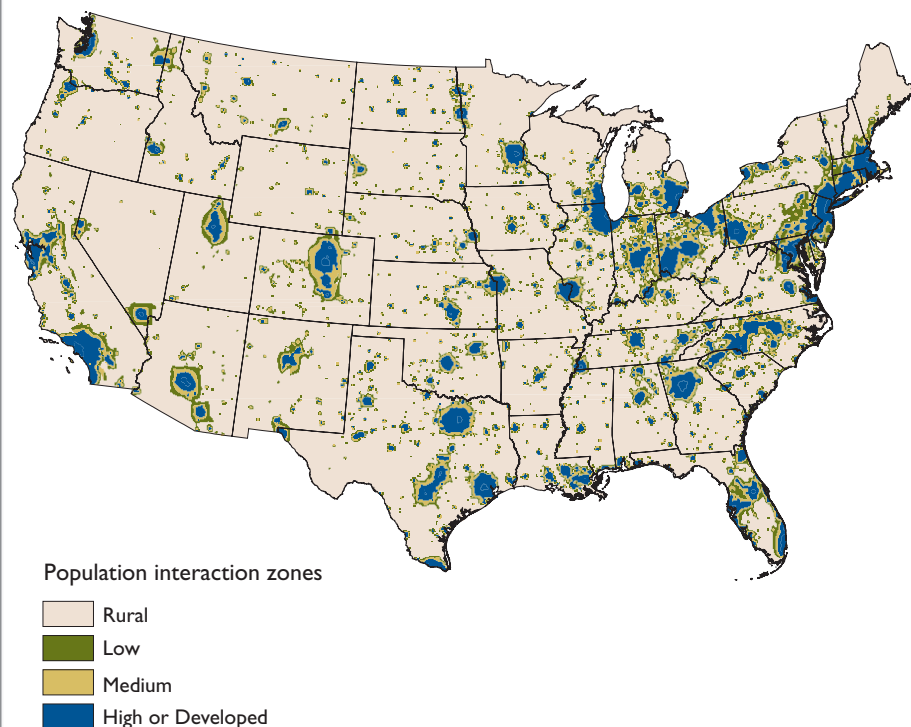 Population interaction zones
Rural
Low
Medium
High or Developed